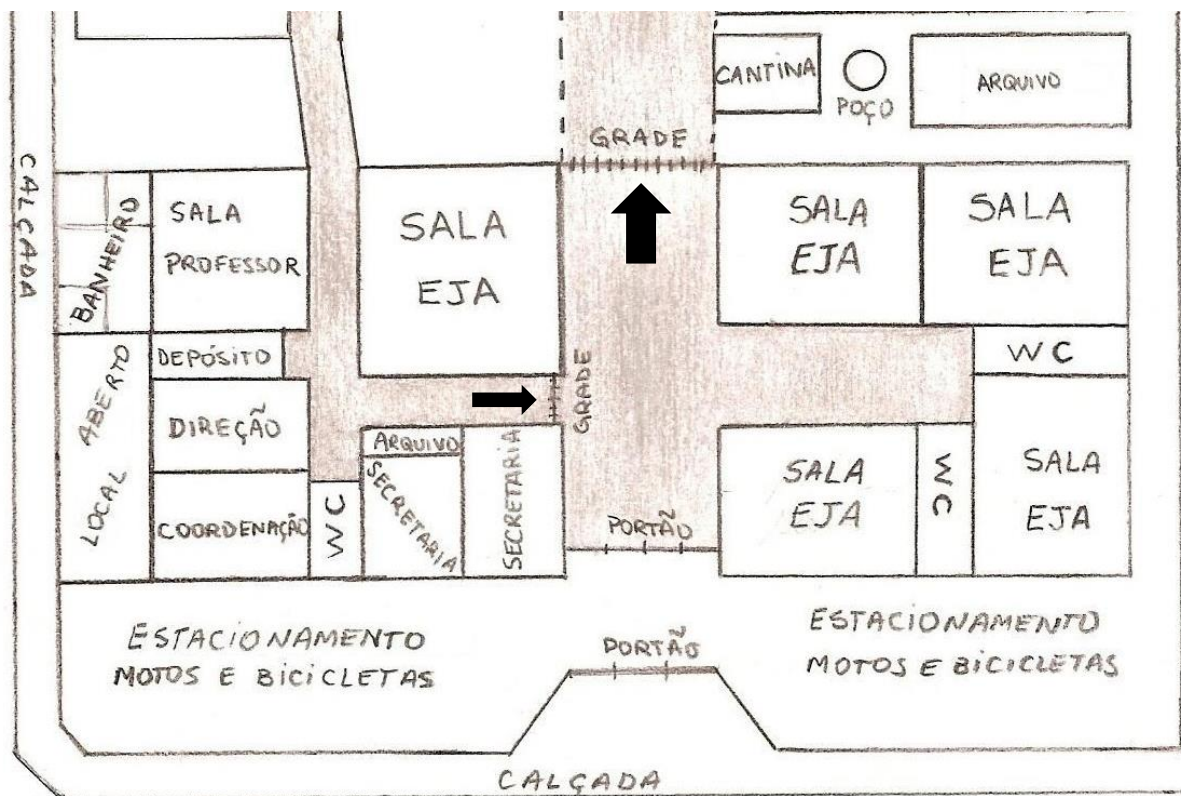 CANTINA
POÇO
ARQUIVO
GRADE
CALÇADA
BANHEIRO
SALA
PROFESSOR
SALA
EJA
SALA
EJA
SALA
EJA
DEPÓSITO
GRADE
WC
LOCAL ABERTO
DIREÇÃO
ARQUIVO
SECRETARIA
SECRETARIA
COORDENAÇÃO
WC
PORTÃO
SALA
EJA
WC
SALA
EJA
ESTACIONAMENTO
MOTOS E BICICLETAS
PORTÃO
ESTACIONAMENTO
MOTOS E BICICLETAS
CALÇADA